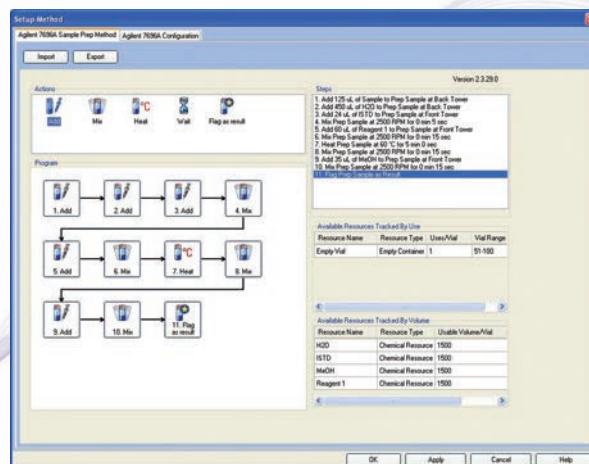 Setup Method
Agilent 7696A Sample Prep Method Agilent 7696A Configuration
Import Export
Version 2.3.29.0
Actions
Add Mix Heat Wait Flag as result
Steps
1. Add 125 uL of Sample to Prep Sample at Back Tower
2. Add 450 uL of H2O to Prep Sample at Back Tower
3. Add 24 uL of ISTD to Prep Sample at Front Tower
4. Mix Prep Sample at 2500 RPM for 0 min 5 sec
5. Add 60 uL of Reagent 1 to Prep Sample at Front Tower
6. Mix Prep Sample at 2500 RPM for 0 min 15 sec
7. Heat Prep Sample at 60 °C for 5 min 0 sec
8. Mix Prep Sample at 2500 RPM for 0 min 15 sec
9. Add 35 uL of MeOH to Prep Sample at Front Tower
10. Mix Prep Sample at 2500 RPM for 0 min 15 sec
11. Flag Prep Sample as Result
Program
1. Add 2. Add 3. Add 4. Mix
5. Add 6. Mix °C 7. Heat 8. Mix
9. Add 10. Mix 11. Flag as result
Available Resources Tracked By Use
Resource Name Resource Type Uses/Vial Vial Range
Empty Vial Empty Container 1 51-100
Available Resources Tracked By Volume
Resource Name Resource Type Usable Volume/Vial
H2O Chemical Resource 1500
ISTD Chemical Resource 1500
MeOH Chemical Resource 1500
Reagent 1 Chemical Resource 1500
OK Apply Cancel Help